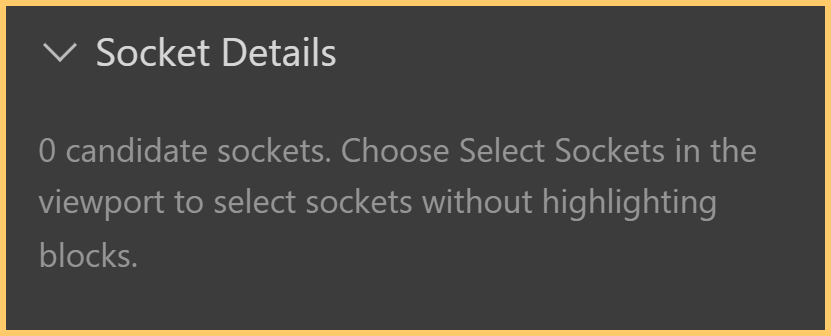 Socket Details
0 candidate sockets. Choose Select Sockets in the
viewport to select sockets without highlighting
blocks.